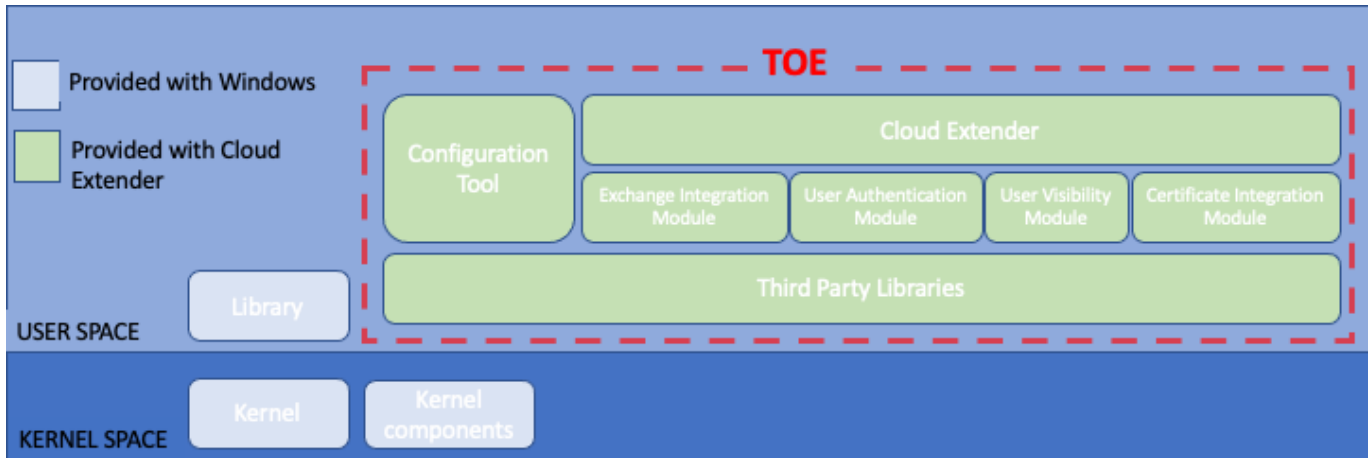 TOE
Provided with Windows
Provided with Cloud
Extender
Configuration
Tool
Cloud Extender
Exchange Integration
Module
User Authentication
Module
User Visibility
Module
Certificate Integration
Module
Third Party Libraries
Library
USER SPACE
Kernel
Kernel
components
KERNEL SPACE